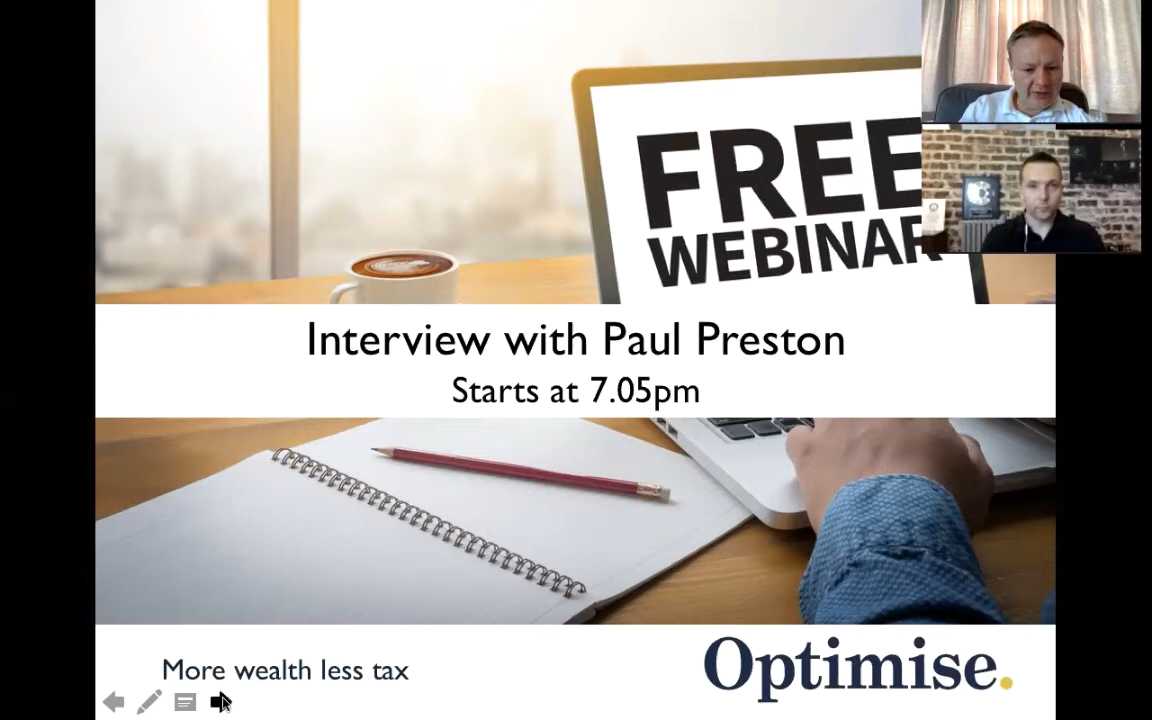 FREE
WEBINAR
Interview with Paul Preston
Starts at 7.05pm
More wealth less tax
Optimise.